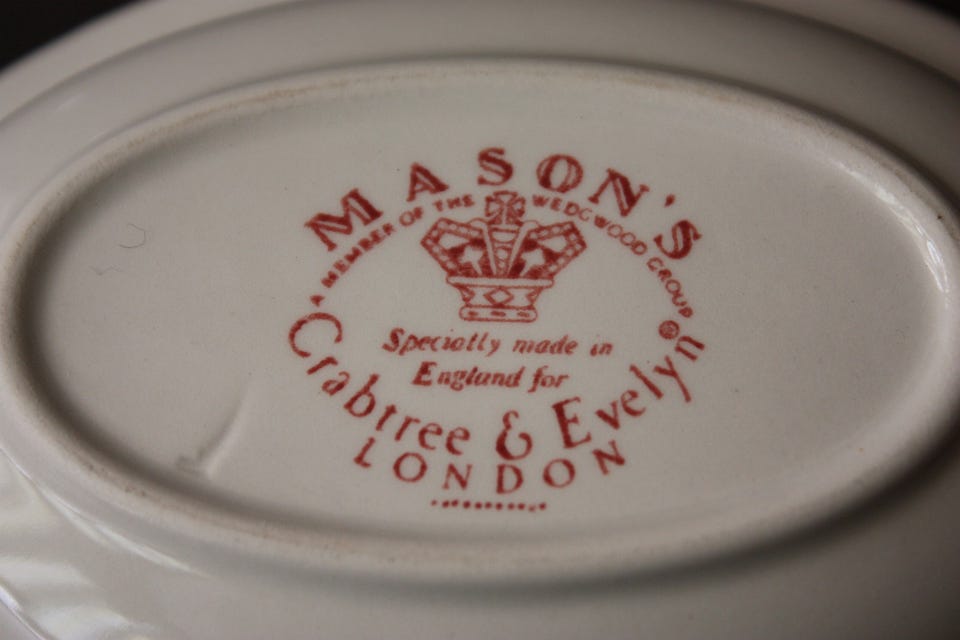 MASON'S
A MEMBER OF THE WEDGWOOD GROUP ®
Specially made in
England for
Crabtree & Evelyn
LONDON